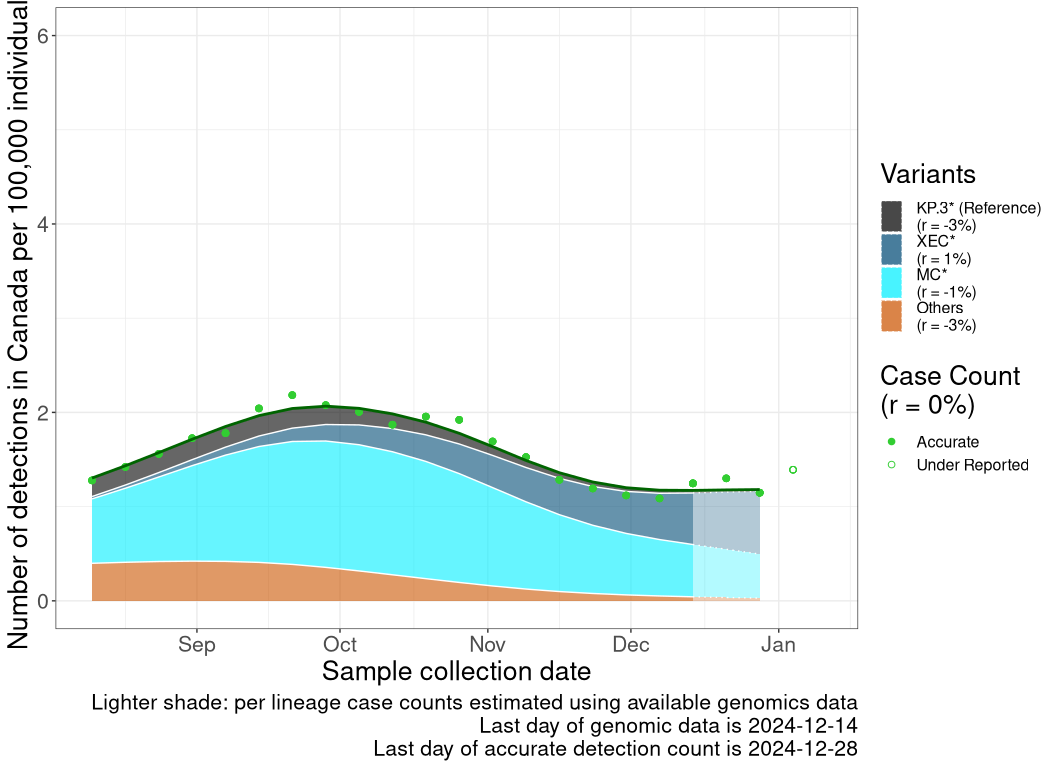 Number of detections in Canada per 100,000 individual
6
4
2
0
Sep Oct Nov Dec Jan
Sample collection date
Lighter shade: per lineage case counts estimated using available genomics data
Last day of genomic data is 2024-12-14
Last day of accurate detection count is 2024-12-28
Variants
KP.3* (Reference)
(r = -3%)
XEC*
(r = 1%)
MC*
(r = -1%)
Others
(r = -3%)
Case Count
(r = 0%)
Accurate
Under Reported